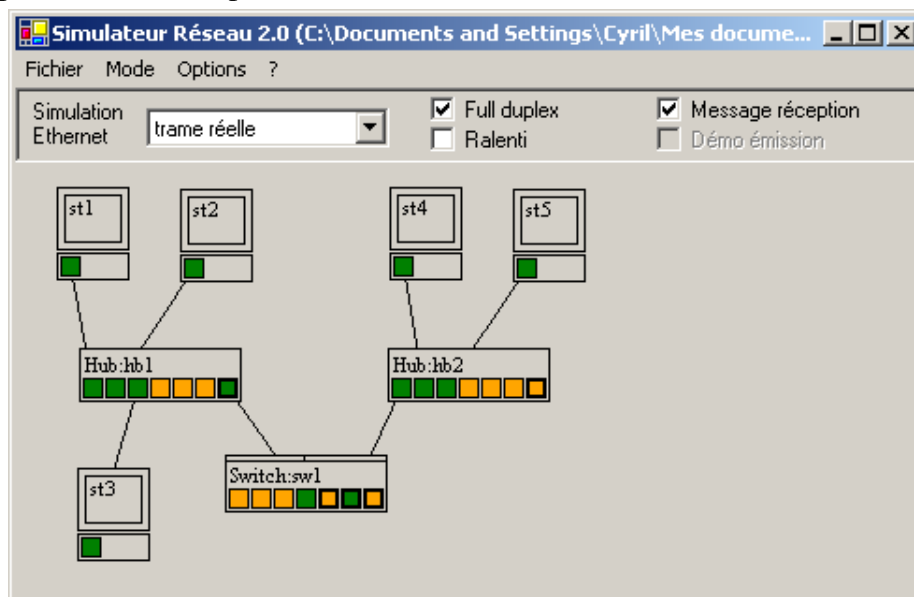 Simulateur Réseau 2.0 (C:\Documents and Settings\Cyril\Mes docume...
Fichier Mode Options ?
Simulation Ethernet
trame réelle
Full duplex
Ralenti
Message réception
Démo émission
st1
st2
st4
st5
Hub:hb1
Hub:hb2
st3
Switch:sw1